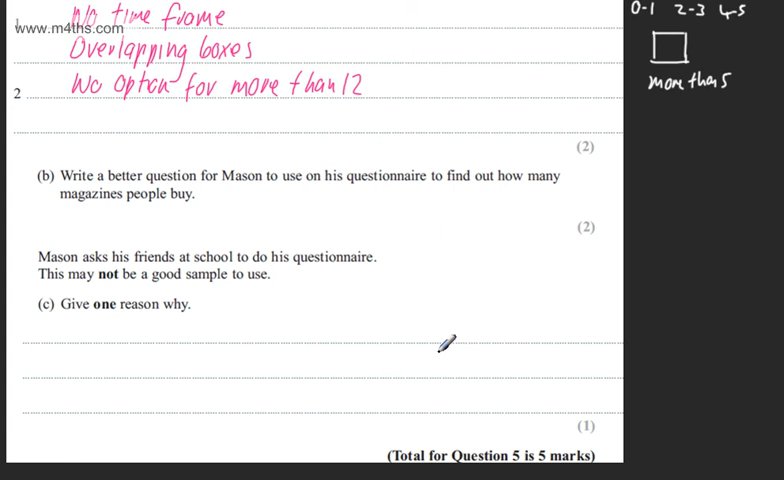 No time frame
1
www.m4ths.com
Overlapping boxes
2 No option for more than 12
(2)
(b) Write a better question for Mason to use on his questionnaire to find out how many
magazines people buy.
(2)
Mason asks his friends at school to do his questionnaire.
This may not be a good sample to use.
(c) Give one reason why.
(1)
(Total for Question 5 is 5 marks)
0-1 2-3 4-5
more than 5